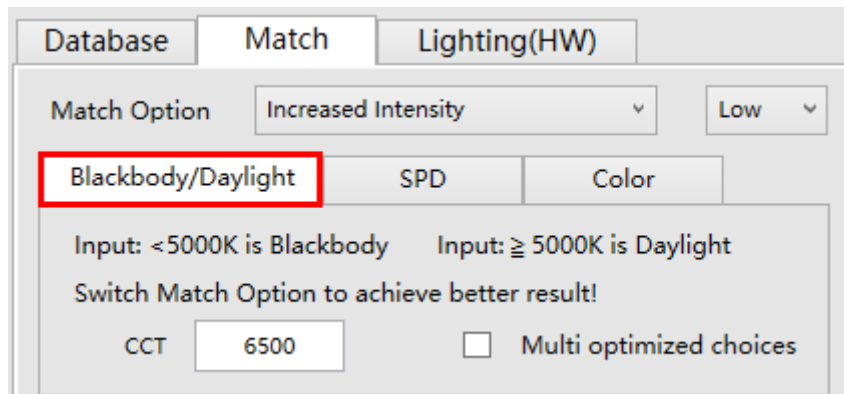 Database Match Lighting(HW)
Match Option Increased Intensity Low
Blackbody/Daylight SPD Color
Input: <5000K is Blackbody Input: ≧ 5000K is Daylight
Switch Match Option to achieve better result!
CCT 6500 Multi optimized choices